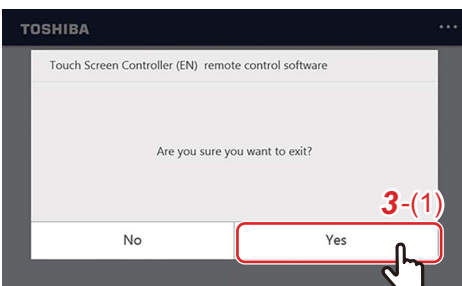 TOSHIBA
Touch Screen Controller (EN) remote control software
Are you sure you want to exit?
3-(1)
No
Yes